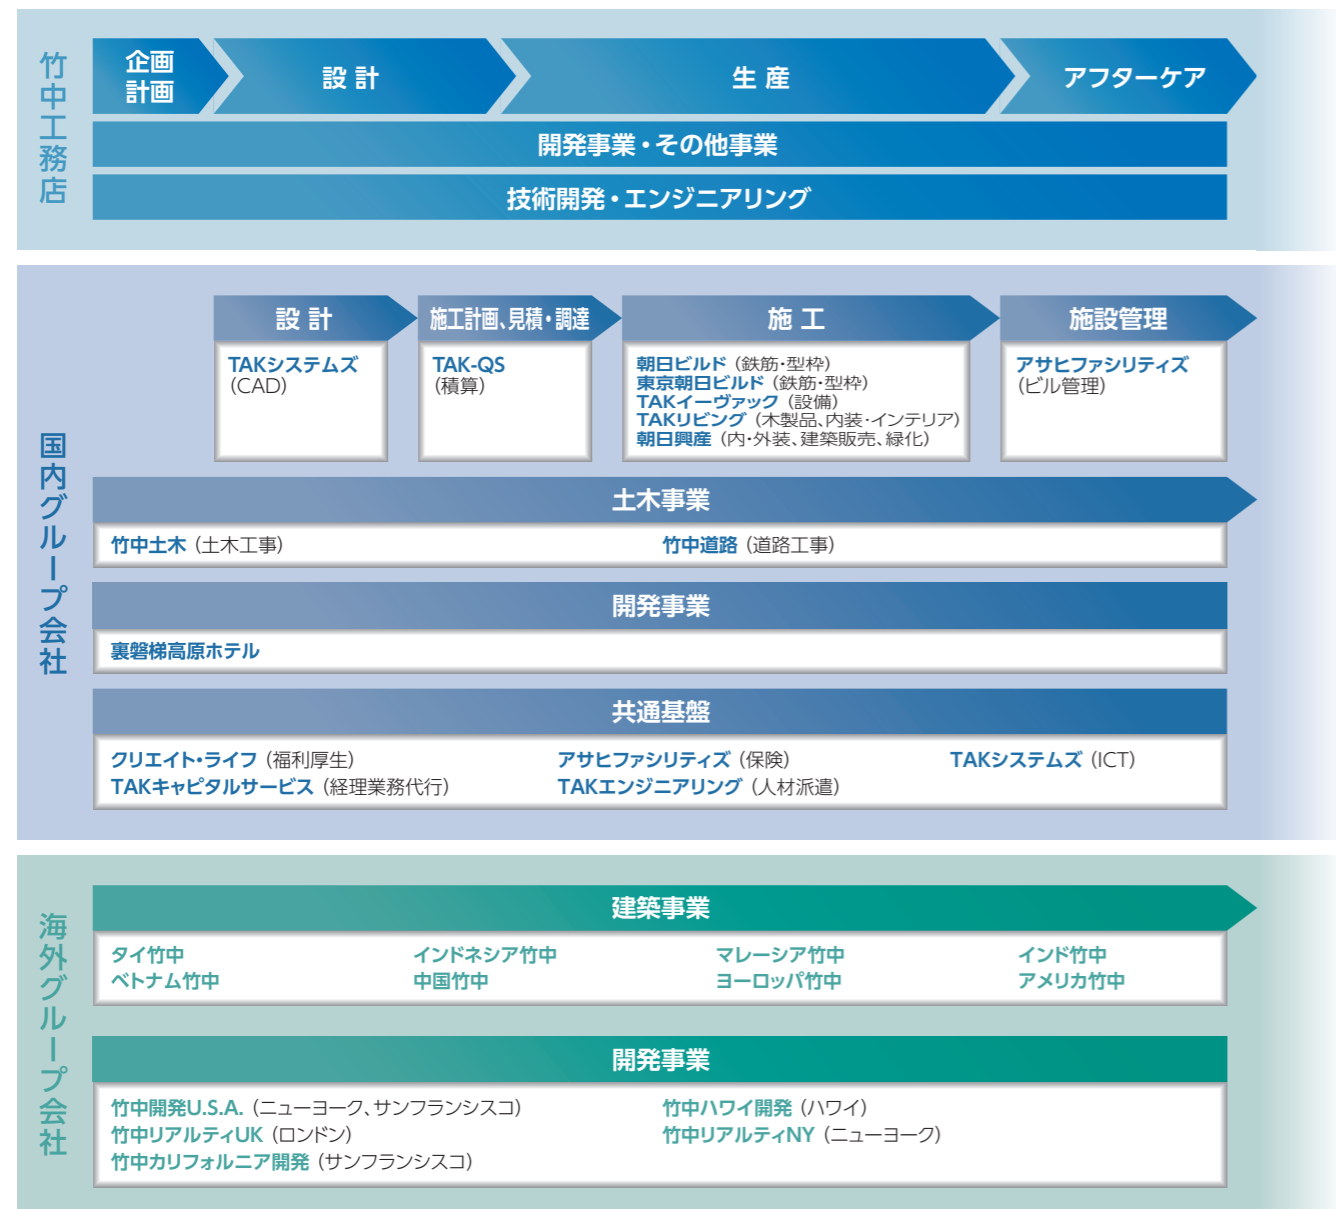 竹中工務店
企画
計画
設計
生産
アフターケア
開発事業・その他事業
技術開発・エンジニアリング
国内グループ会社
設計
TAKシステムズ
(CAD)
施工計画、見積・調達
TAK-QS
(積算)
施工
朝日ビルド (鉄筋・型枠)
東京朝日ビルド (鉄筋・型枠)
TAKイーヴァック (設備)
TAKリビング (木製品、内装・インテリア)
朝日興産 (内・外装、建築販売、緑化)
施設管理
アサヒファシリティズ
(ビル管理)
土木事業
竹中土木 (土木工事) 竹中道路 (道路工事)
開発事業
裏磐梯高原ホテル
共通基盤
クリエイト・ライフ (福利厚生) アサヒファシリティズ (保険) TAKシステムズ (ICT)
TAKキャピタルサービス (経理業務代行) TAKエンジニアリング (人材派遣)
海外グループ会社
建築事業
タイ竹中 インドネシア竹中 マレーシア竹中 インド竹中
ベトナム竹中 中国竹中 ヨーロッパ竹中 アメリカ竹中
開発事業
竹中開発U.S.A. (ニューヨーク、サンフランシスコ) 竹中ハワイ開発 (ハワイ)
竹中リアルティUK (ロンドン) 竹中リアルティNY (ニューヨーク)
竹中カリフォルニア開発 (サンフランシスコ)